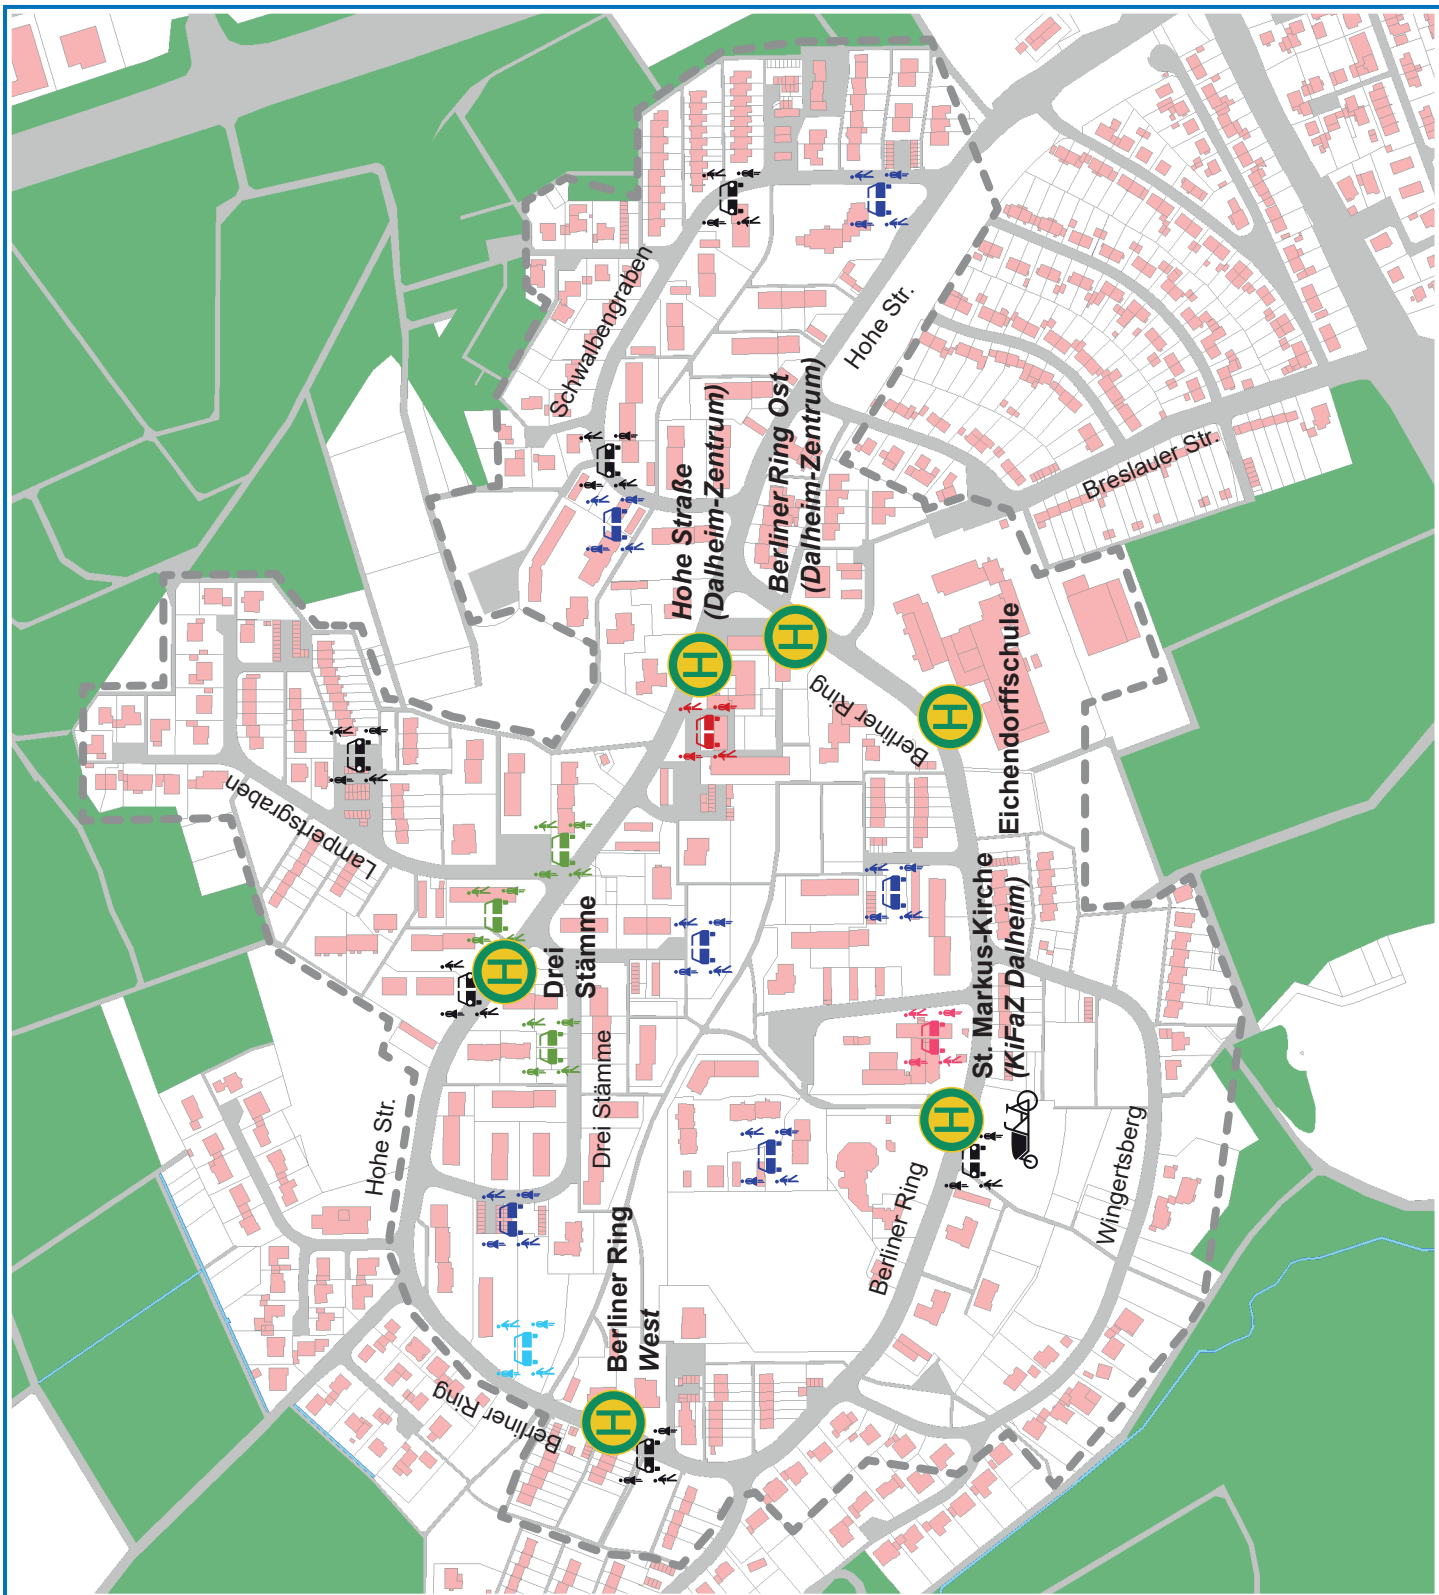 Schwalbengraben
Hohe Str.
Hohe Straße
(Dalheim-Zentrum)
Berliner Ring Ost
(Dalheim-Zentrum)
Breslauer Str.
H
H
H
Berliner Ring
Eichendorffschule
Lampertsgraben
H
Drei
Stämme
Drei Stämme
St. Markus-Kirche
(KiFaZ Dalheim)
H
Hohe Str.
Wingertsberg
Berliner Ring
Berliner Ring
West
H
Berliner Ring